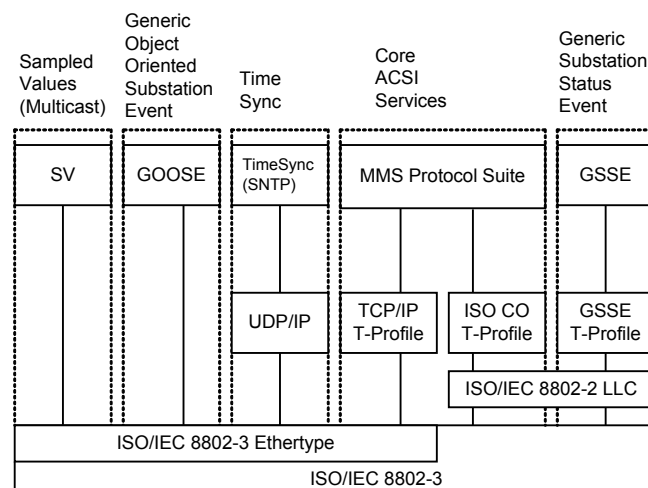 Sampled
Values
(Multicast)
Generic
Object
Oriented
Substation
Event
Time
Sync
Core
ACSI
Services
Generic
Substation
Status
Event
SV
GOOSE
TimeSync
(SNTP)
MMS Protocol Suite
GSSE
UDP/IP
TCP/IP
T-Profile
ISO CO
T-Profile
GSSE
T-Profile
ISO/IEC 8802-2 LLC
ISO/IEC 8802-3 Ethertype
ISO/IEC 8802-3